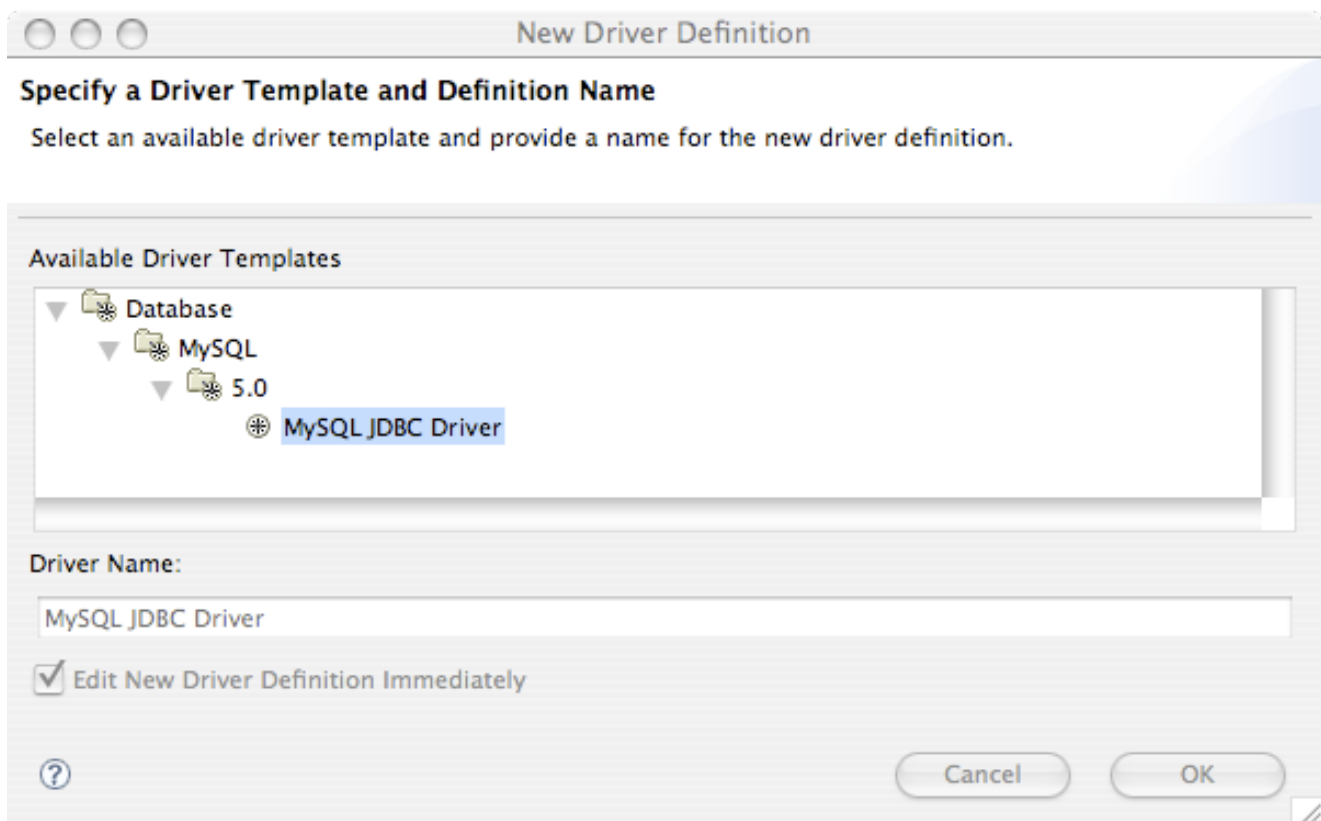 New Driver Definition
Specify a Driver Template and Definition Name
Select an available driver template and provide a name for the new driver definition.
Available Driver Templates
Database
MySQL
5.0
MySQL JDBC Driver
Driver Name:
MySQL JDBC Driver
Edit New Driver Definition Immediately
?
Cancel OK